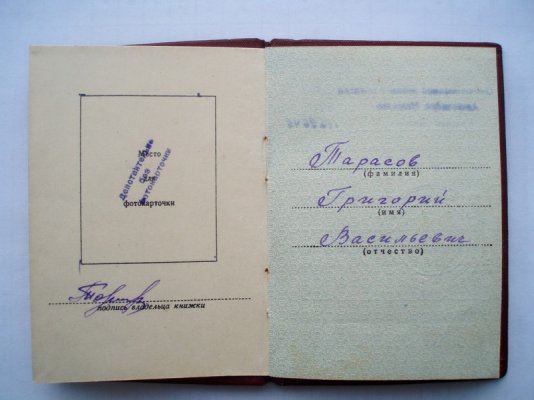 Место
для
фотокарточки
Действительно
без
фотокарточки
подпись владельца книжки
Тарасов
(фамилия)
Григорий
(имя)
Васильевич
(отчество)